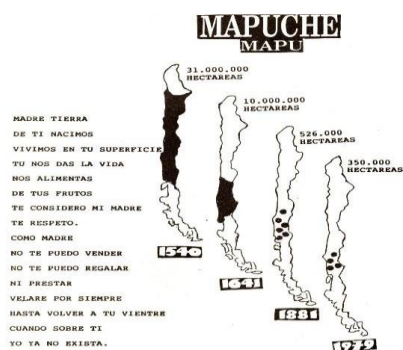 MAPUCHE
MAPU
31.000.000
HECTAREAS
10.000.000
HECTAREAS
526.000
HECTAREAS
350.000
HECTAREAS
MADRE TIERRA
DE TI NACIMOS
VIVIMOS EN TU SUPERFICIE
TU NOS DAS LA VIDA
NOS ALIMENTAS
DE TUS FRUTOS
TE CONSIDERO MI MADRE
TE RESPETO.
COMO MADRE
NO TE PUEDO VENDER
NO TE PUEDO REGALAR
NI PRESTAR
VELARE POR SIEMPRE
HASTA VOLVER A TU VIENTRE
CUANDO SOBRE TI
YO YA NO EXISTA.
1540
1641
1881
1979